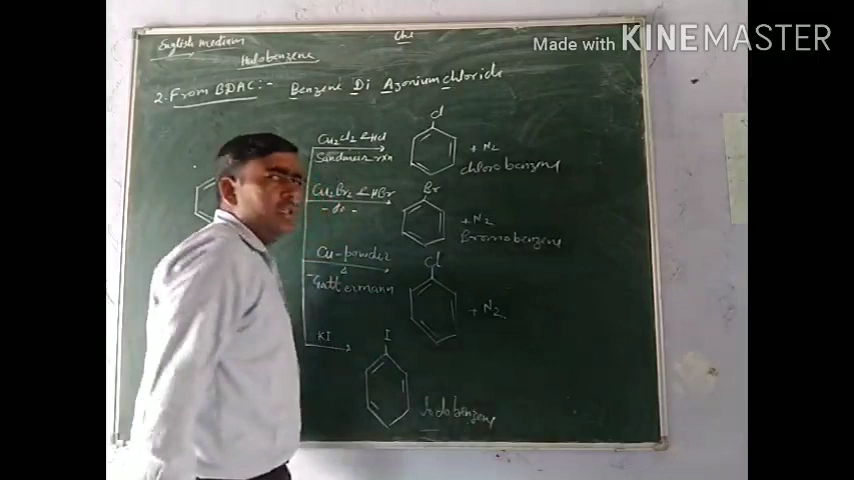 English medium
Che
Made with KINEMASTER
Halobenzene
2. From BDAC:- Benzene Di Azonium chloride
Cl
Cu2Cl2 & HCl
+ N2
rxn
chlorobenzene
Br
Cu2Br2 & HBr
- do -
+ N2
Bromobenzene
Cu-powder
Δ
Cl
Gattermann
+ N2
KI
I
Iodobenzene